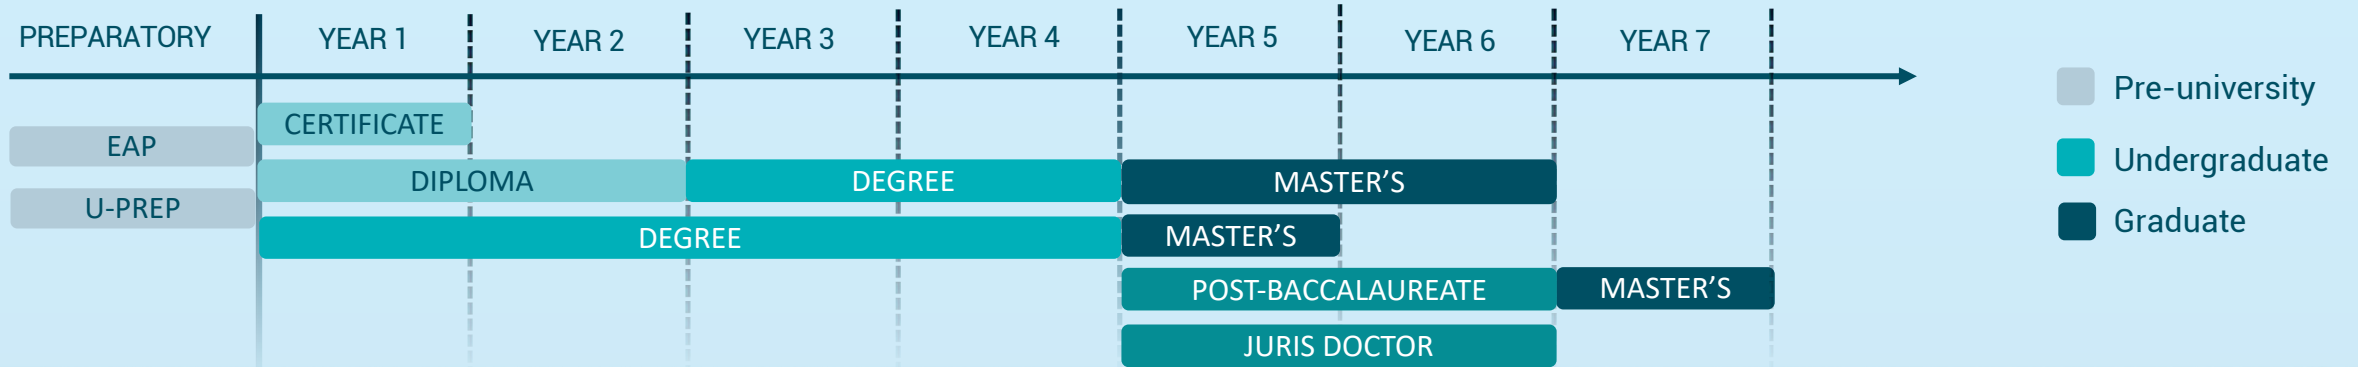 PREPARATORY
YEAR 1
YEAR 2
YEAR 3
YEAR 4
YEAR 5
YEAR 6
YEAR 7
EAP
U-PREP
CERTIFICATE
DIPLOMA
DEGREE
MASTER'S
DEGREE
MASTER'S
POST-BACCALAUREATE
MASTER'S
JURIS DOCTOR
Pre-university
Undergraduate
Graduate